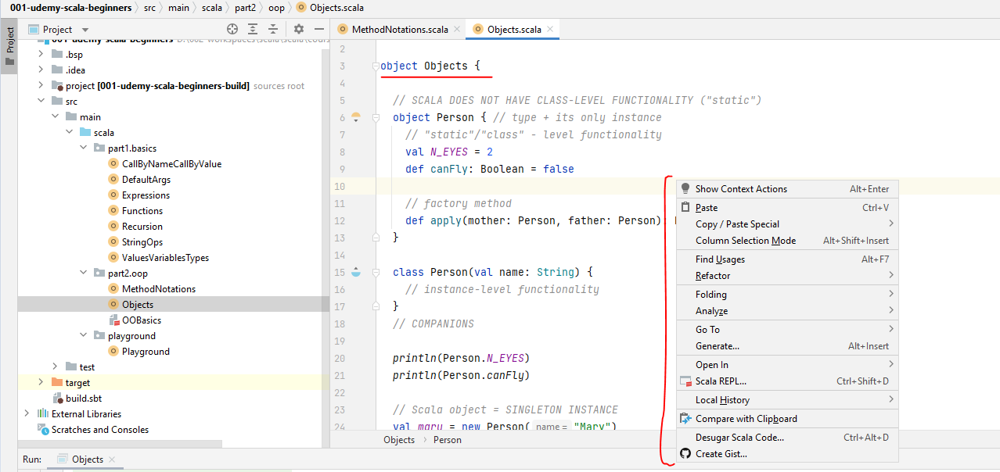 001-udemy-scala-beginners > src > main > scala > part2 > oop > Objects.scala
Project
Project
MethodNotations.scala
Objects.scala
001-udemy-scala-beginners
.bsp
.idea
project [001-udemy-scala-beginners-build] sources root
src
main
scala
part1.basics
CallByNameCallByValue
DefaultArgs
Expressions
Functions
Recursion
StringOps
ValuesVariablesTypes
part2.oop
MethodNotations
Objects
OOBasics
playground
Playground
test
target
build.sbt
External Libraries
Scratches and Consoles
2
3 object Objects {
4
5 // SCALA DOES NOT HAVE CLASS-LEVEL FUNCTIONALITY ("static")
6 object Person { // type + its only instance
7 // "static"/"class" - level functionality
8 val N_EYES = 2
9 def canFly: Boolean = false
10
11 // factory method
12 def apply(mother: Person, father: Person):
13 }
14
15 class Person(val name: String) {
16 // instance-level functionality
17 }
18 // COMPANIONS
19
20 println(Person.N_EYES)
21 println(Person.canFly)
22
23 // Scala object = SINGLETON INSTANCE
24 val mary = new Person( name = "Mary")
Objects > Person
Show Context Actions Alt+Enter
Paste Ctrl+V
Copy / Paste Special
Column Selection Mode Alt+Shift+Insert
Find Usages Alt+F7
Refactor
Folding
Analyze
Go To
Generate... Alt+Insert
Open In
Scala REPL... Ctrl+Shift+D
Local History
Compare with Clipboard
Desugar Scala Code... Ctrl+Alt+D
Create Gist...
Run: Objects